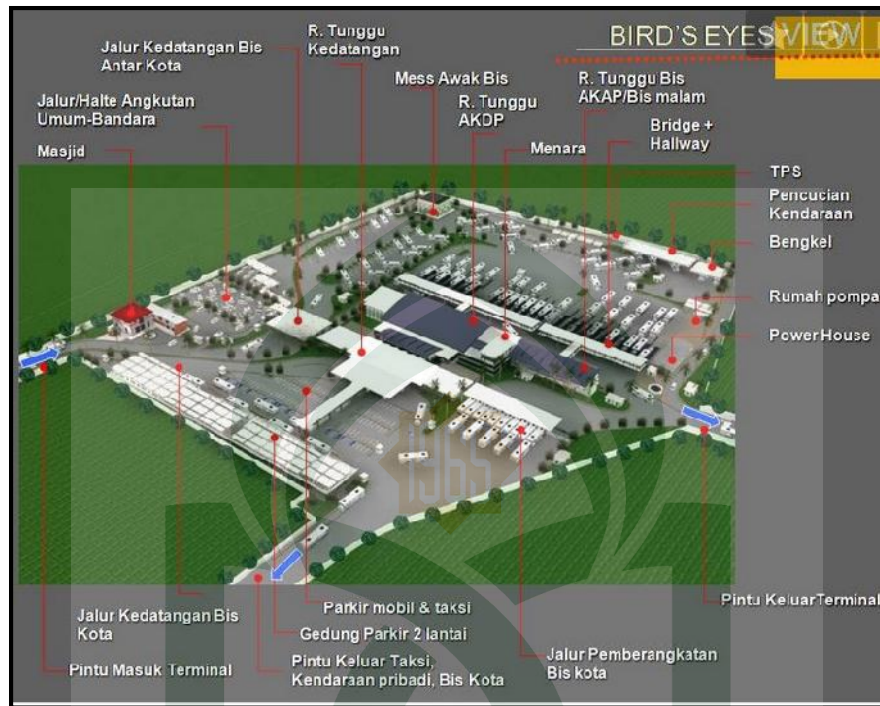 BIRD'S EYES VIEW
R. Tunggu
Kedatangan
Jalur Kedatangan Bis
Antar Kota
Mess Awak Bis
R. Tunggu Bis
AKAP/Bis malam
Jalur/Halte Angkutan
Umum-Bandara
R. Tunggu
AKDP
Bridge +
Hallway
Masjid
Menara
TPS
Pencucian
Kendaraan
Bengkel
Rumah pompa
Power House
1965
Jalur Kedatangan Bis
Kota
Parkir mobil & taksi
Pintu Keluar Terminal
Gedung Parkir 2 lantai
Pintu Masuk Terminal
Pintu Keluar Taksi,
Kendaraan pribadi, Bis Kota
Jalur Pemberangkatan
Bis kota